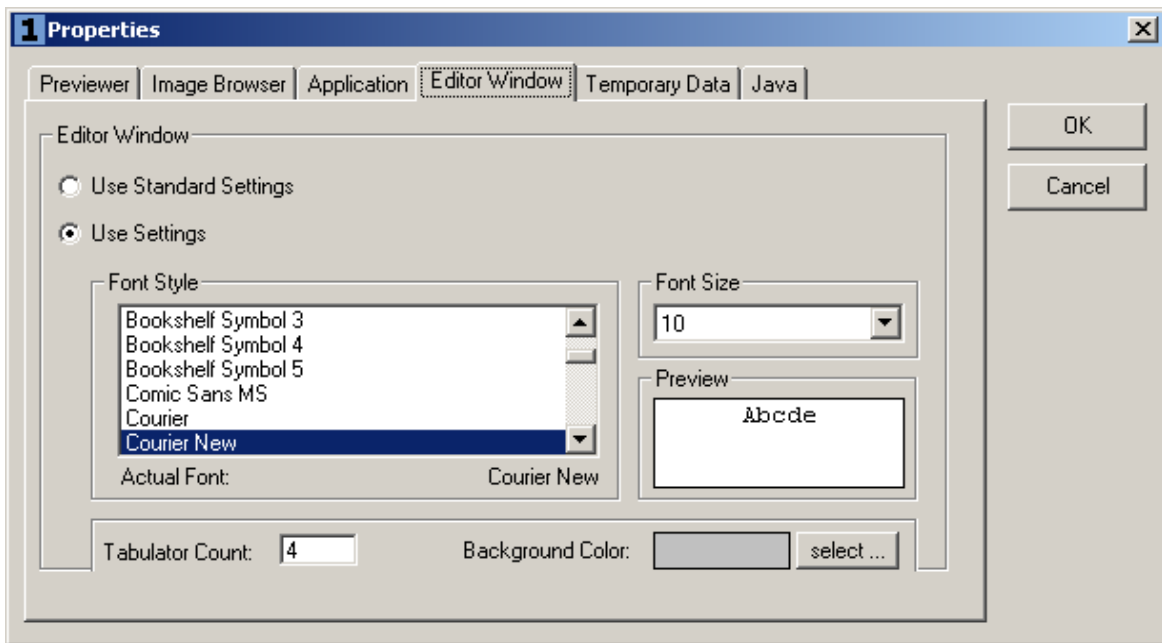 1 Properties
Previewer Image Browser Application Editor Window Temporary Data Java
Editor Window
Use Standard Settings
Use Settings
Font Style
Bookshelf Symbol 3
Bookshelf Symbol 4
Bookshelf Symbol 5
Comic Sans MS
Courier
Courier New
Actual Font: Courier New
Font Size
10
Preview
Abcde
Tabulator Count: 4 Background Color: select ...
OK
Cancel